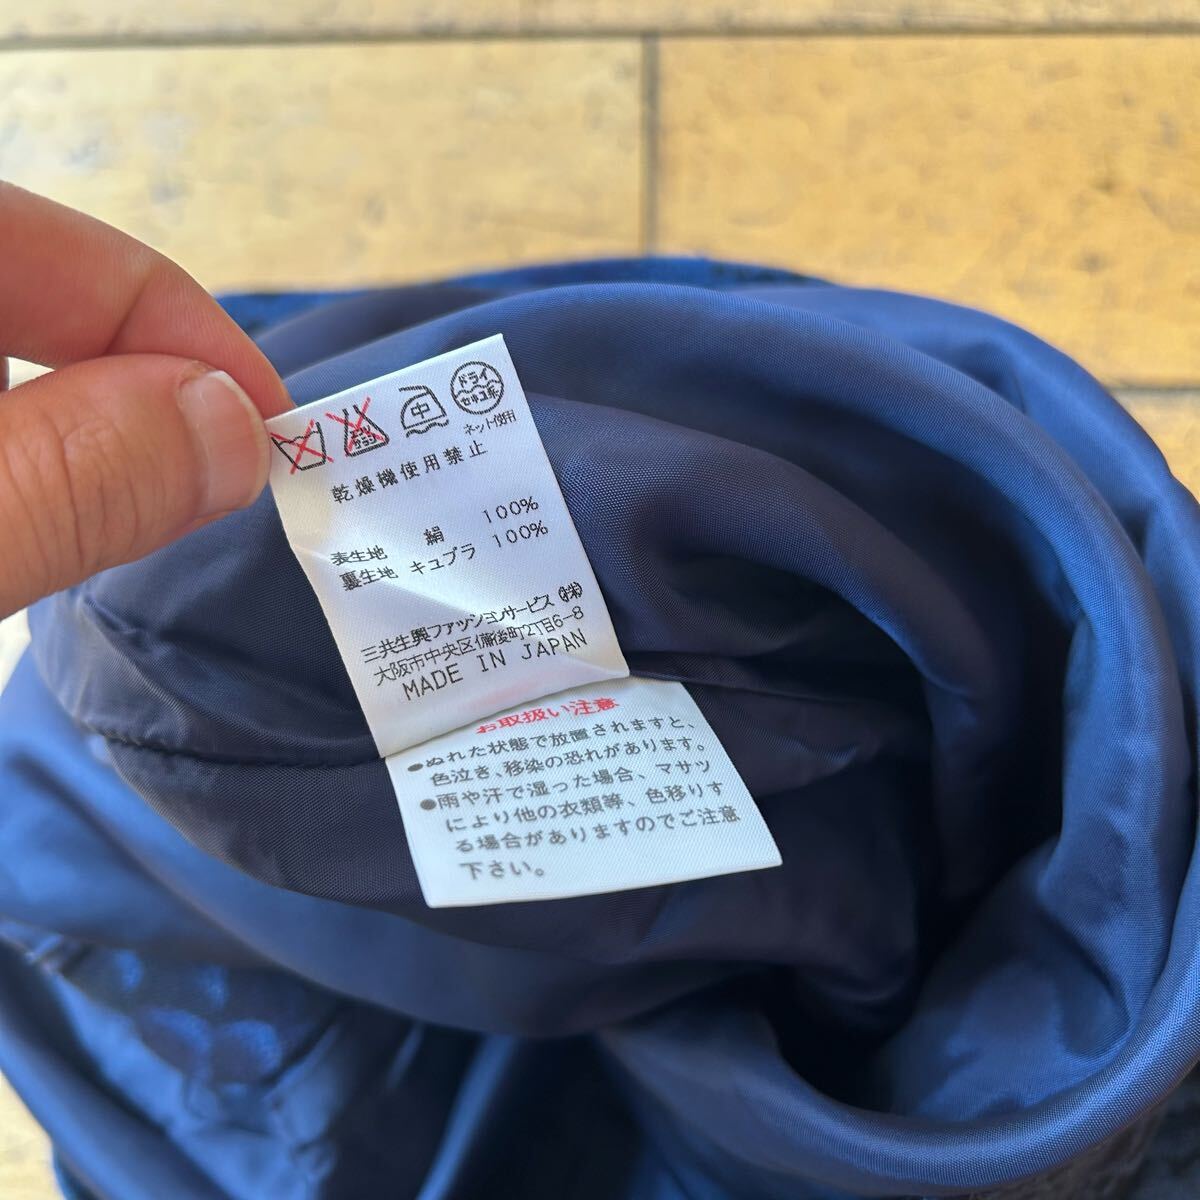 エンソ
サラシ
中
ドライ
セキユ系
ネット使用
乾燥機使用禁止
表生地 絹 100%
裏生地 キュプラ 100%
三共生興ファッションサービス(株)
大阪市中央区備後町2丁目6-8
MADE IN JAPAN
お取扱い注意
●ぬれた状態で放置されますと、
色泣き、移染の恐れがあります。
●雨や汗で湿った場合、マサツ
により他の衣類等、色移りす
る場合がありますのでご注意
下さい。